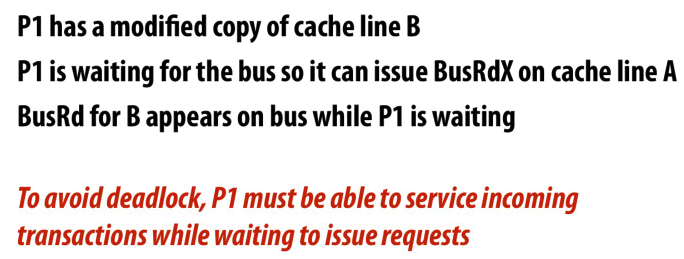 P1 has a modified copy of cache line B
P1 is waiting for the bus so it can issue BusRdX on cache line A
BusRd for B appears on bus while P1 is waiting
To avoid deadlock, P1 must be able to service incoming
transactions while waiting to issue requests